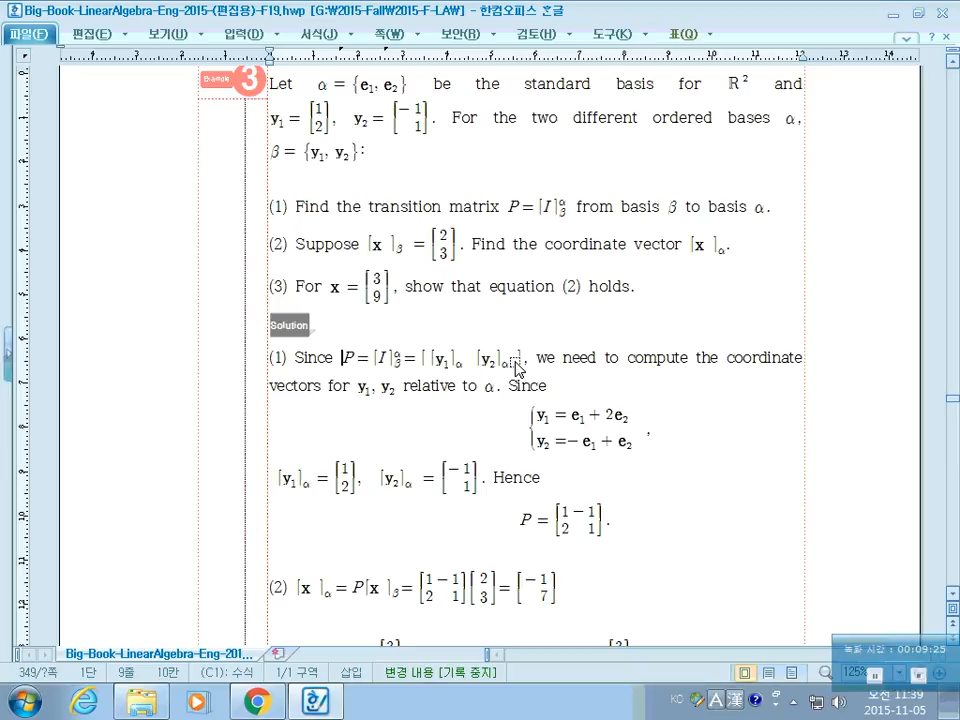 Big-Book-LinearAlgebra-Eng-2015-(편집용)-F19.hwp [G:\2015-Fall\2015-F-LAW] - 한컴오피스 한글
파일(F) 편집(E) 보기(U) 입력(D) 서식(J) 쪽(W) 보안(B) 검토(H) 도구(K) 표(Q)
Example 3 Let α = {e₁, e₂} be the standard basis for ℝ² and
y₁ = [1; 2], y₂ = [−1; 1]. For the two different ordered bases α,
β = {y₁, y₂}:
(1) Find the transition matrix P = [I]_β^α from basis β to basis α.
(2) Suppose [x]_β = [2; 3]. Find the coordinate vector [x]_α.
(3) For x = [3; 9], show that equation (2) holds.
Solution
(1) Since P = [I]_β^α = [ [y₁]_α [y₂]_α ], we need to compute the coordinate
vectors for y₁, y₂ relative to α. Since
y₁ = e₁ + 2e₂
y₂ = − e₁ + e₂ ,
[y₁]_α = [1; 2], [y₂]_α = [−1; 1]. Hence
P = [1 −1; 2 1].
(2) [x]_α = P[x]_β = [1 −1; 2 1][2; 3] = [−1; 7]
Big-Book-LinearAlgebra-Eng-2015-...
349/?쪽 1단 9줄 10칸 (C1): 수식 1/1 구역 삽입 변경 내용 [기록 중지] 125%
녹화 시간 : 00:09:25
KC A 漢 오전 11:39
2015-11-05